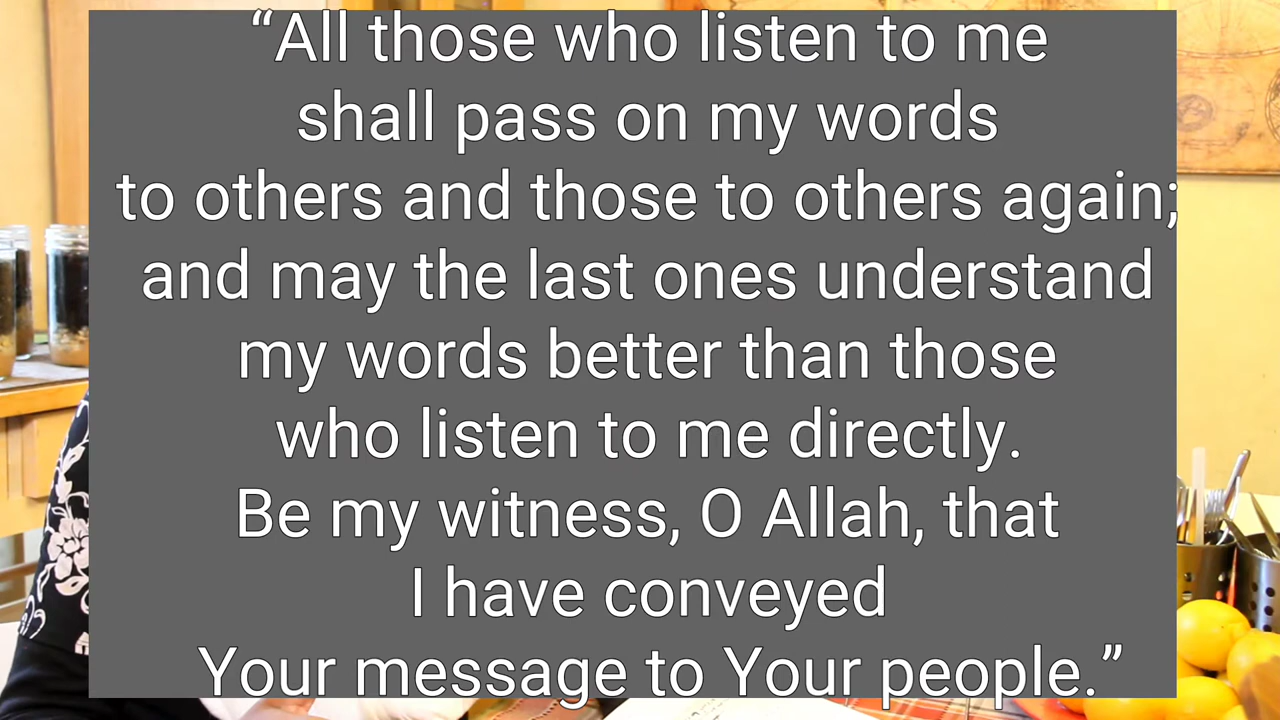 “All those who listen to me
shall pass on my words
to others and those to others again;
and may the last ones understand
my words better than those
who listen to me directly.
Be my witness, O Allah, that
I have conveyed
Your message to Your people.”